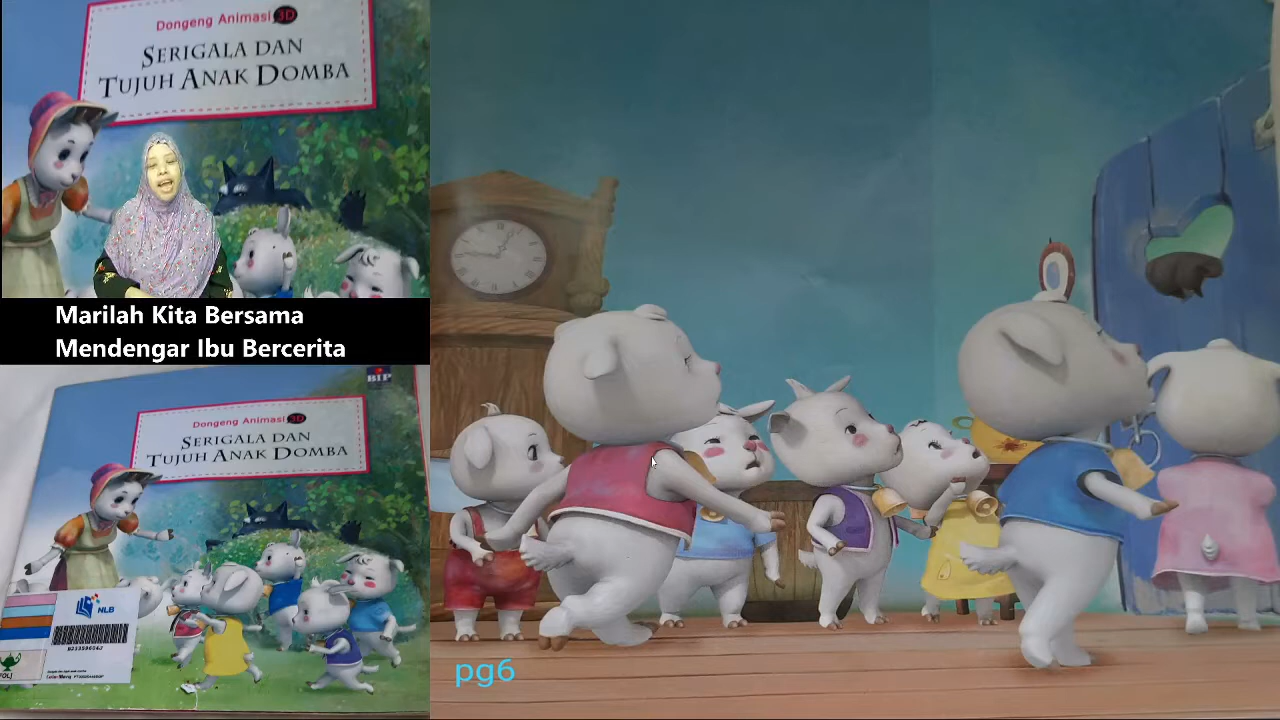 Dongeng Animasi 3D
SERIGALA DAN
TUJUH ANAK DOMBA
Marilah Kita Bersama
Mendengar Ibu Bercerita
BIP
Dongeng Animasi 3D
SERIGALA DAN
TUJUH ANAK DOMBA
NLB
pg6